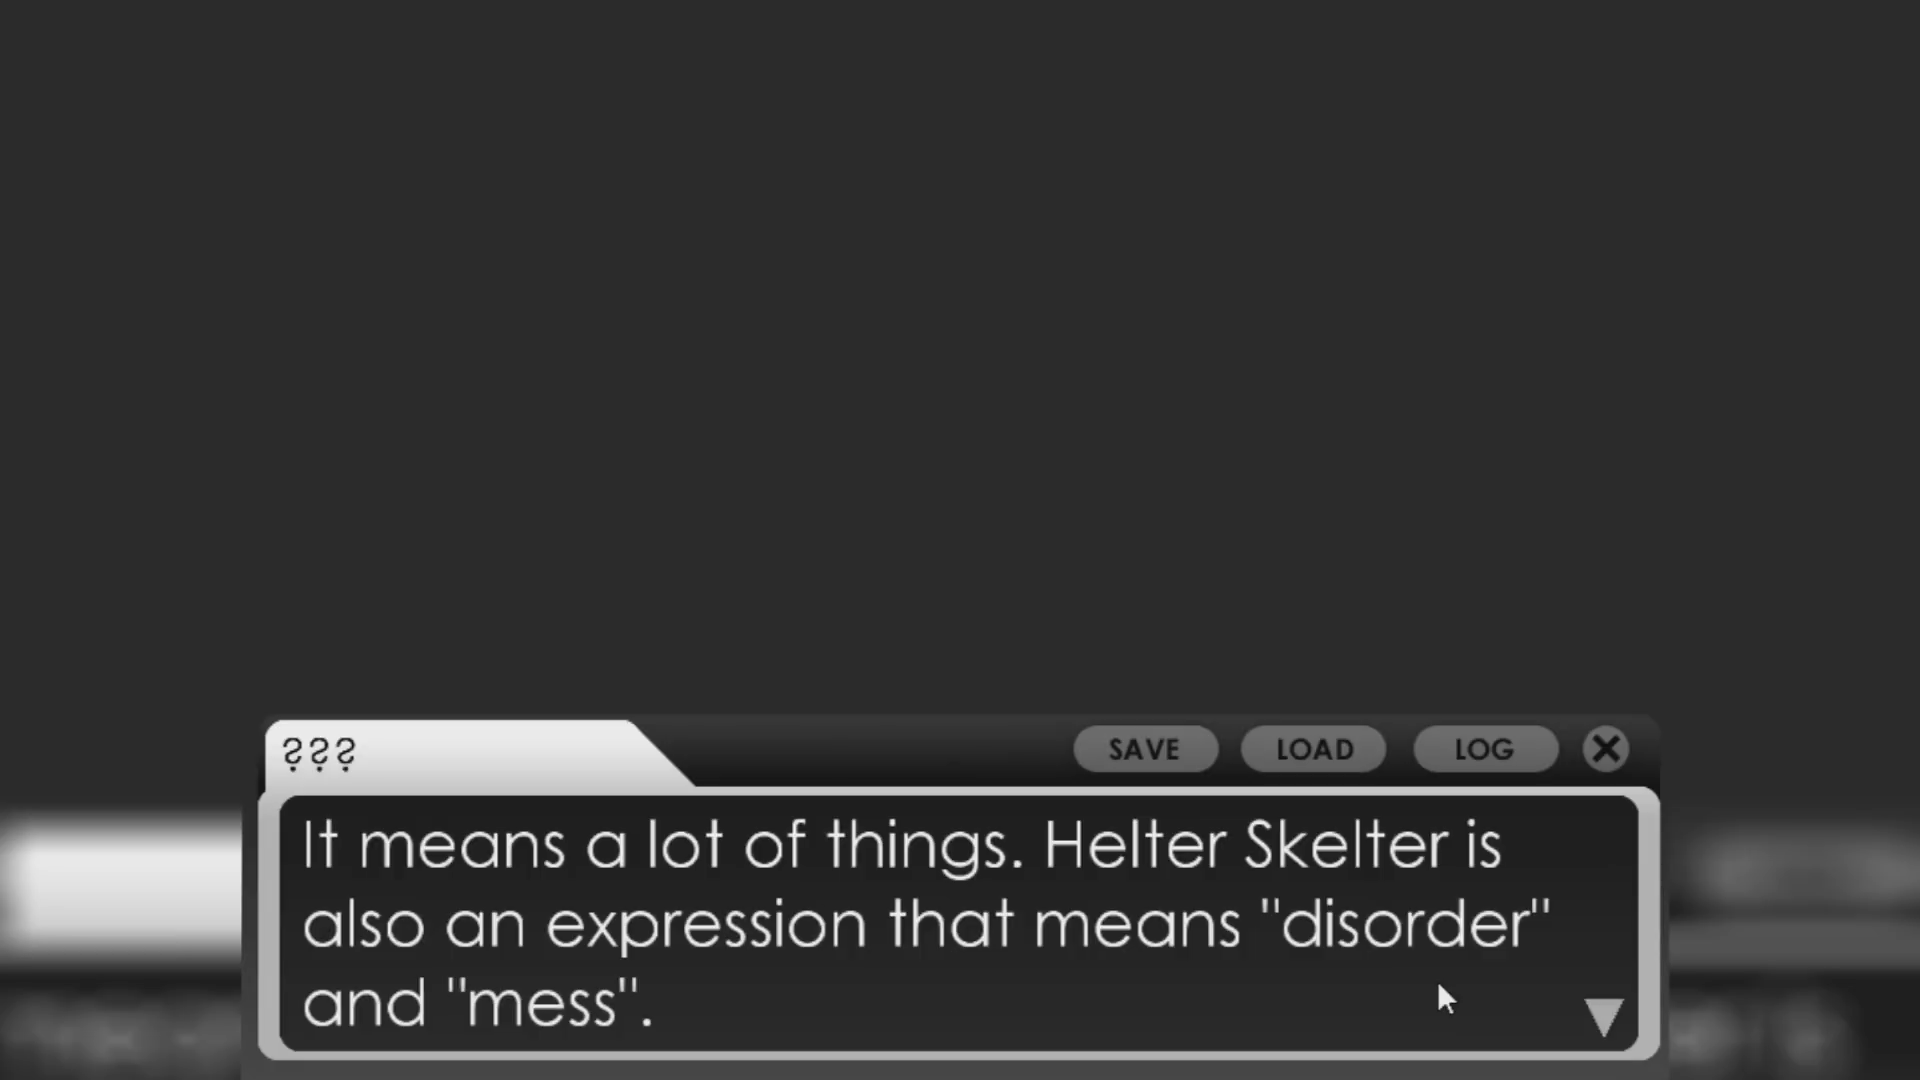 ???
SAVE LOAD LOG
It means a lot of things. Helter Skelter is
also an expression that means "disorder"
and "mess".